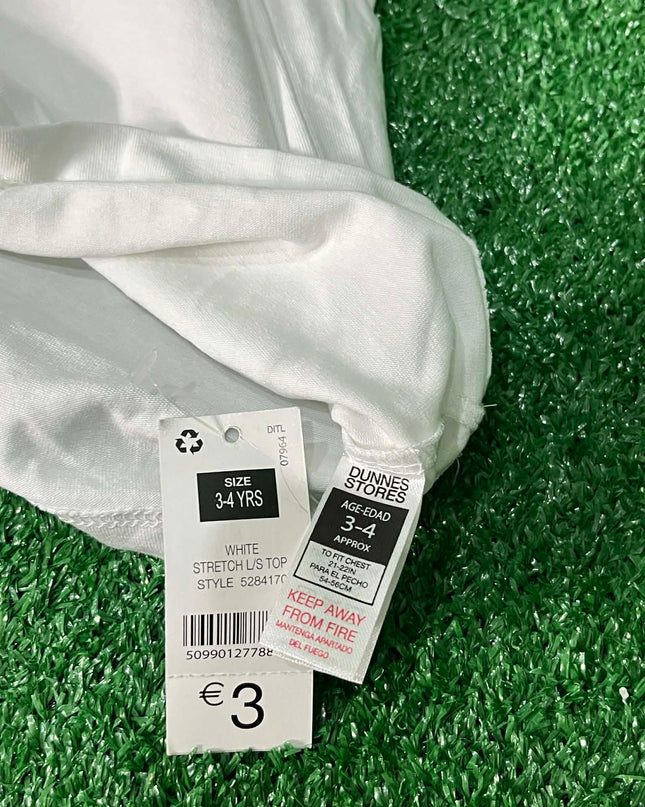 DITL
07964
SIZE
3-4 YRS
WHITE
STRETCH L/S TOP
STYLE 5284170
50990127788
€3
DUNNES
STORES
AGE-EDAD
3-4
APPROX
TO FIT CHEST
21-22IN
PARA EL PECHO
54-56CM
KEEP AWAY
FROM FIRE
MANTENGA APARTADO
DEL FUEGO